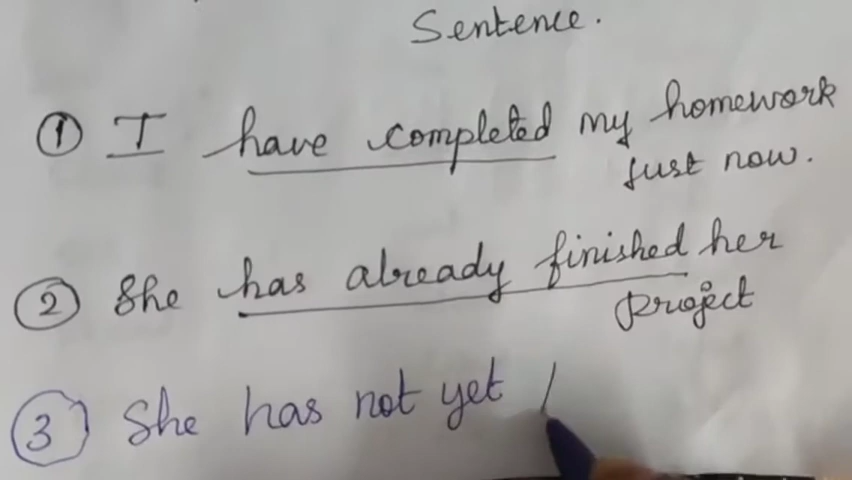 Sentence.
① I have completed my homework
just now.
② She has already finished her
project
③ She has not yet